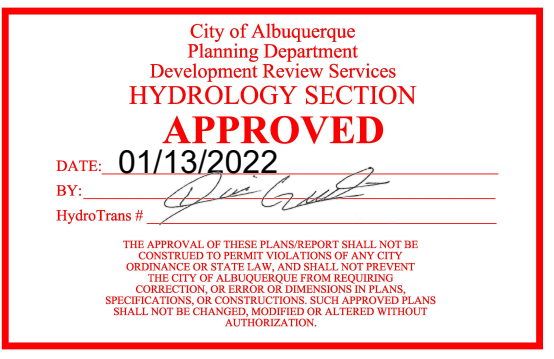 City of Albuquerque
Planning Department
Development Review Services
HYDROLOGY SECTION
APPROVED
DATE: 01/13/2022
BY:
HydroTrans #
THE APPROVAL OF THESE PLANS/REPORT SHALL NOT BE
CONSTRUED TO PERMIT VIOLATIONS OF ANY CITY
ORDINANCE OR STATE LAW, AND SHALL NOT PREVENT
THE CITY OF ALBUQUERQUE FROM REQUIRING
CORRECTION, OR ERROR OR DIMENSIONS IN PLANS,
SPECIFICATIONS, OR CONSTRUCTIONS. SUCH APPROVED PLANS
SHALL NOT BE CHANGED, MODIFIED OR ALTERED WITHOUT
AUTHORIZATION.